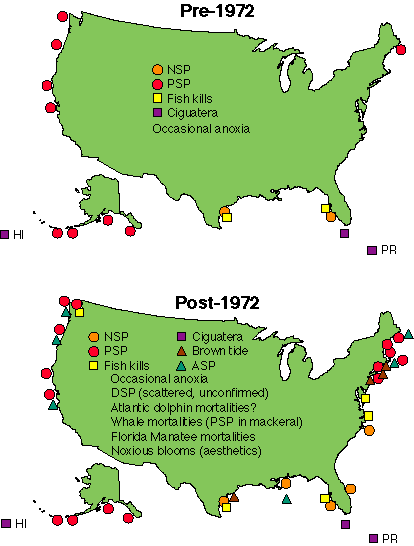 Pre-1972
NSP
PSP
Fish kills
Ciguatera
Occasional anoxia
HI
PR
Post-1972
NSP Ciguatera
PSP Brown tide
Fish kills ASP
Occasional anoxia
DSP (scattered, unconfirmed)
Atlantic dolphin mortalities?
Whale mortalities (PSP in mackeral)
Florida Manatee mortalities
Noxious blooms (aesthetics)
HI
PR